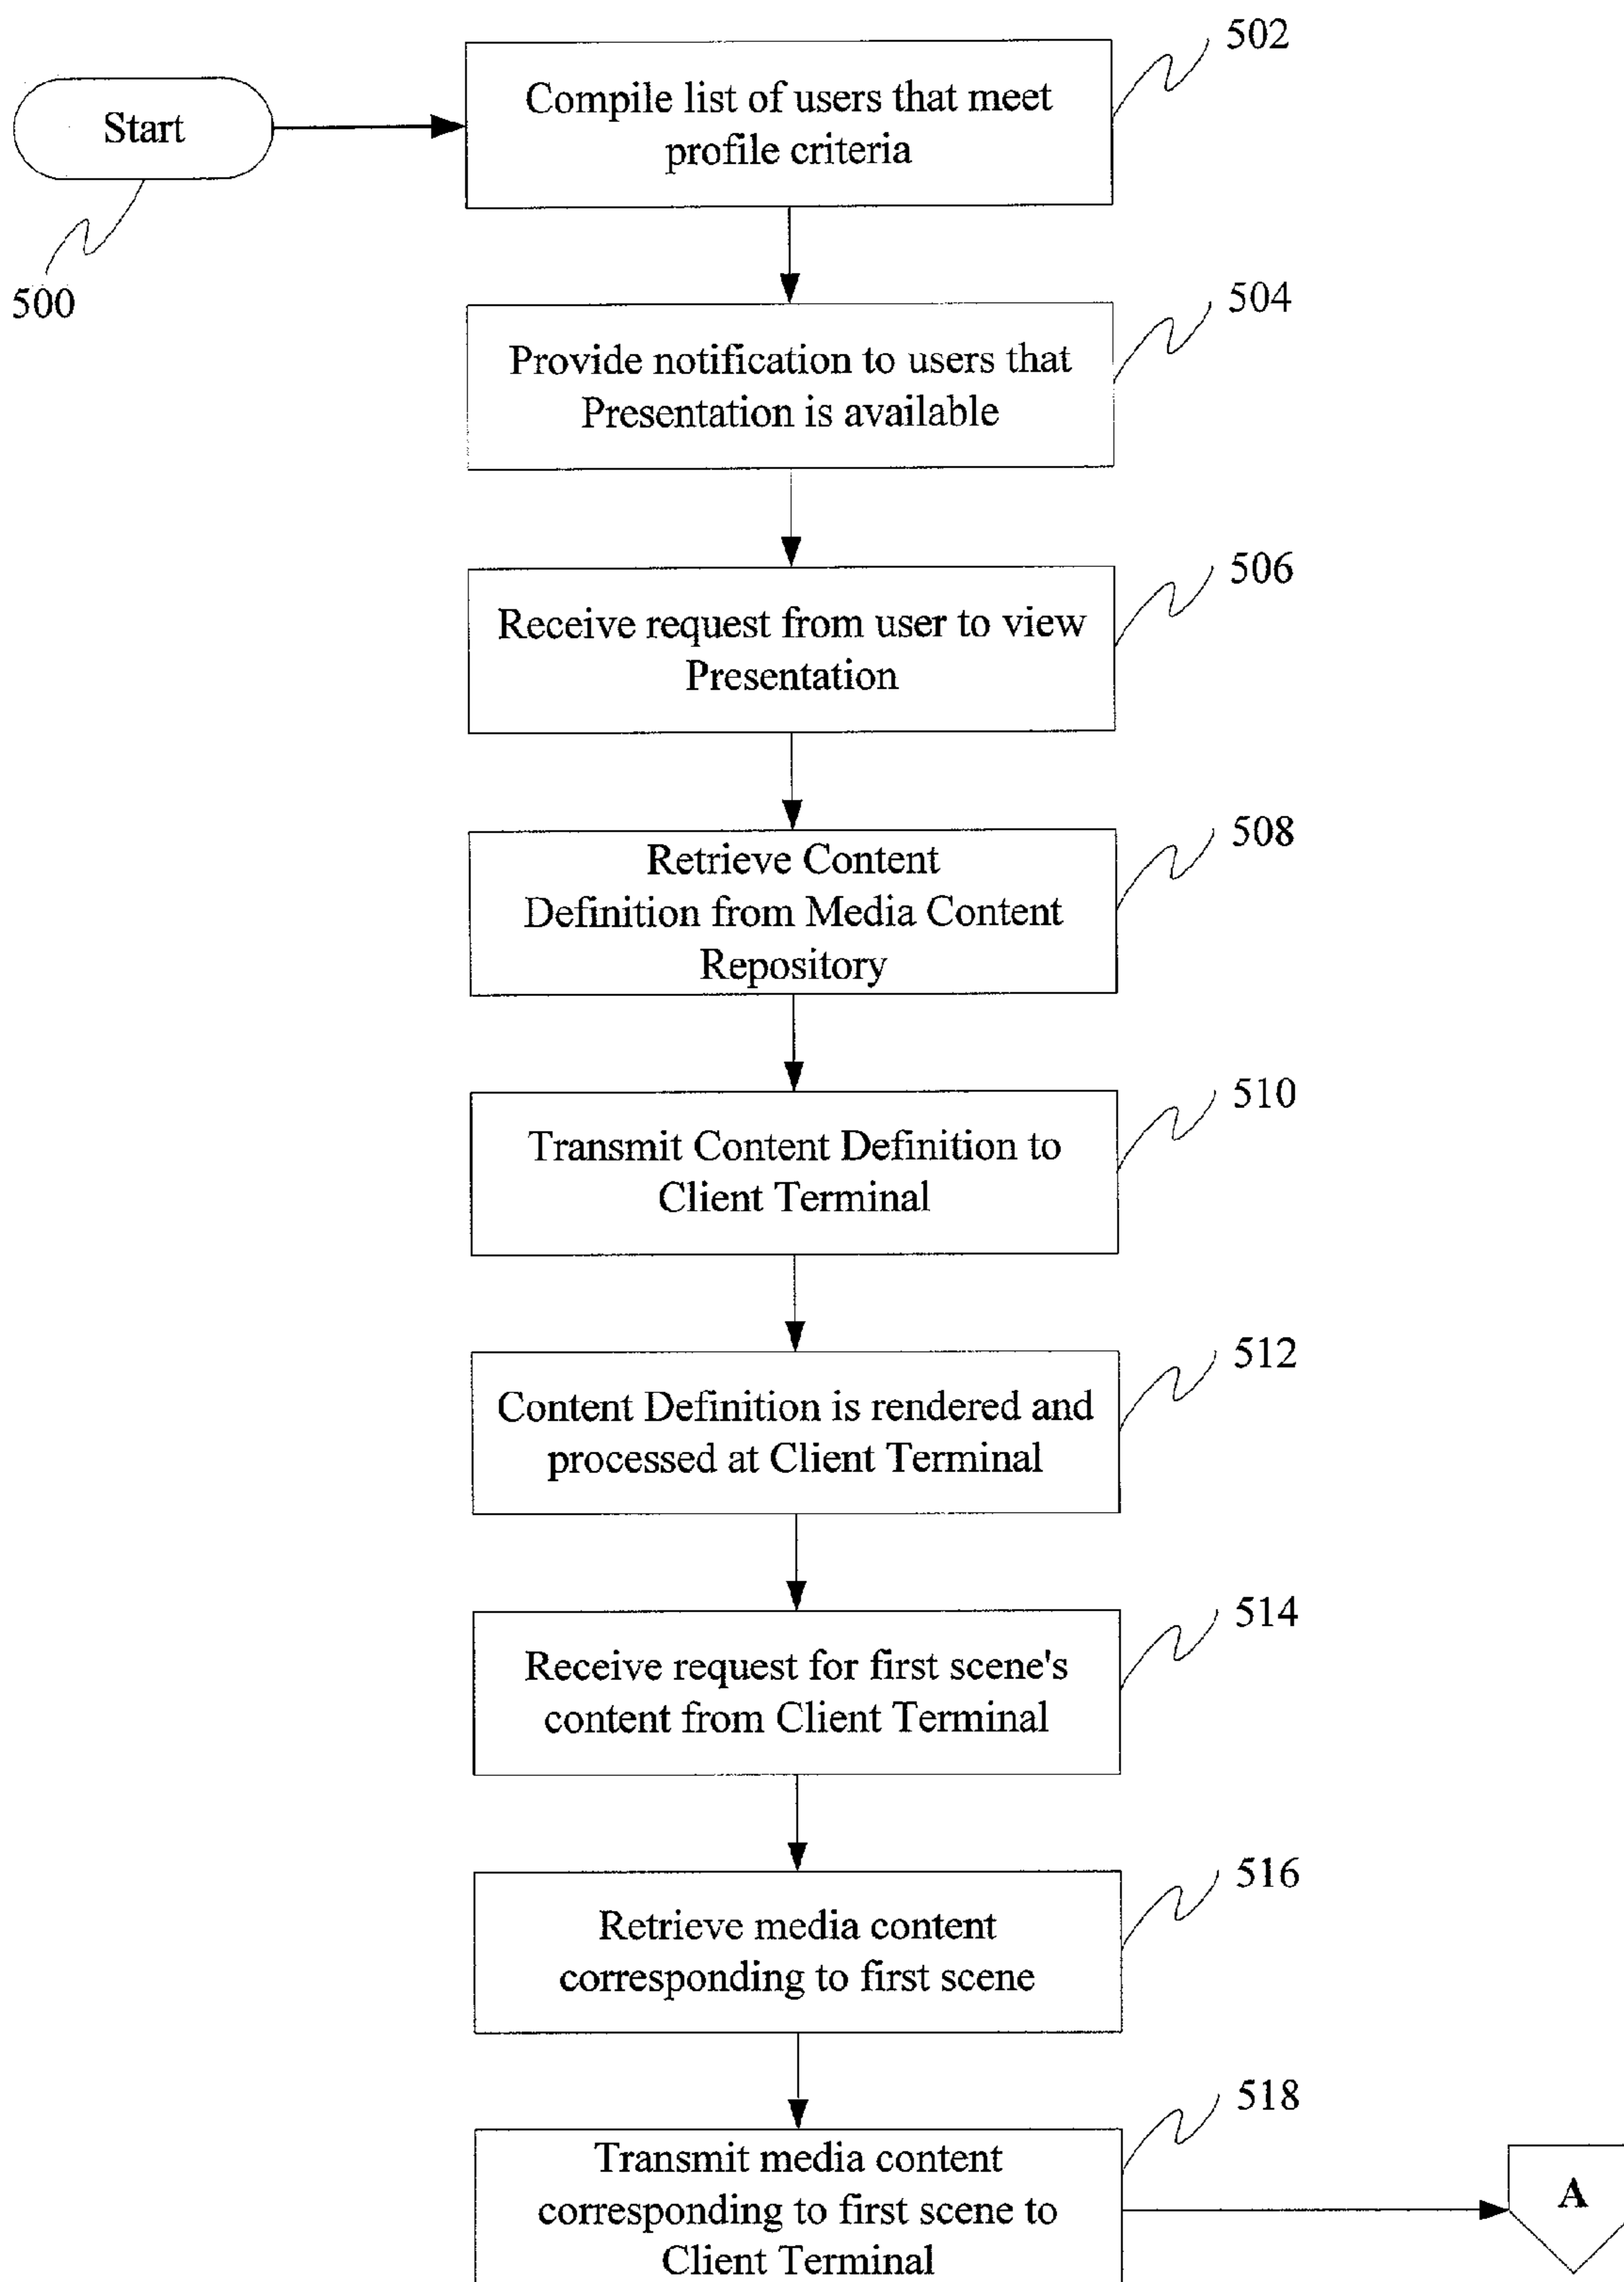 502
Compile list of users that meet
profile criteria
Start
500
504
Provide notification to users that
Presentation is available
506
Receive request from user to view
Presentation
508
Retrieve Content
Definition from Media Content
Repository
510
Transmit Content Definition to
Client Terminal
512
Content Definition is rendered and
processed at Client Terminal
514
Receive request for first scene's
content from Client Terminal
516
Retrieve media content
corresponding to first scene
518
Transmit media content
corresponding to first scene to
Client Terminal
A